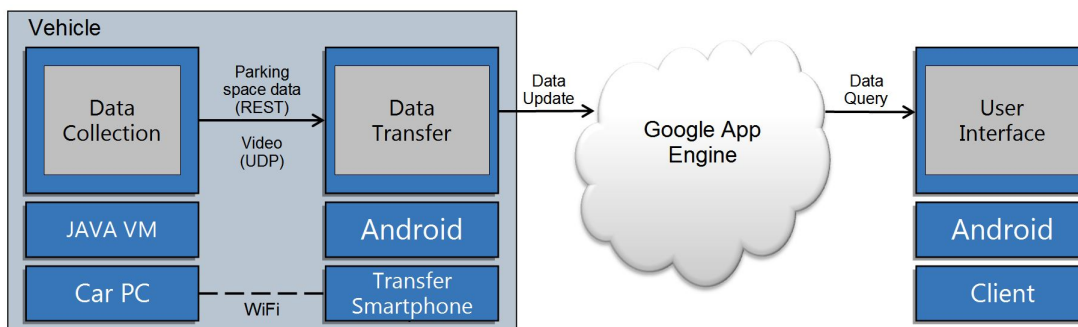 Vehicle
Data
Collection
Parking
space data
(REST)
Video
(UDP)
Data
Transfer
Data
Update
Google App
Engine
Data
Query
User
Interface
JAVA VM
Android
Android
Car PC
WiFi
Transfer
Smartphone
Client